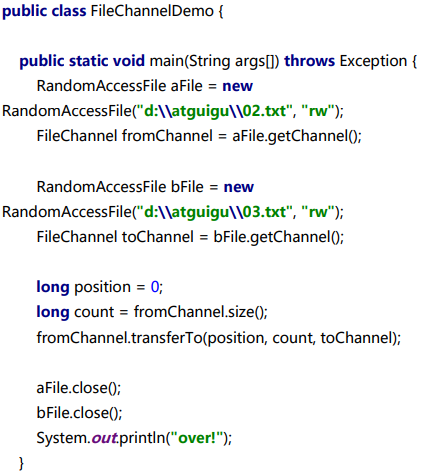 public class FileChannelDemo {
public static void main(String args[]) throws Exception {
RandomAccessFile aFile = new
RandomAccessFile("d:\\atguigu\\02.txt", "rw");
FileChannel fromChannel = aFile.getChannel();
RandomAccessFile bFile = new
RandomAccessFile("d:\\atguigu\\03.txt", "rw");
FileChannel toChannel = bFile.getChannel();
long position = 0;
long count = fromChannel.size();
fromChannel.transferTo(position, count, toChannel);
aFile.close();
bFile.close();
System.out.println("over!");
}